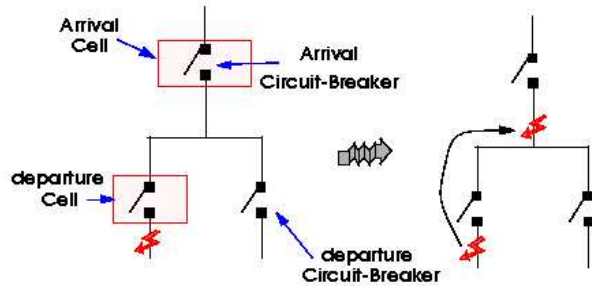 Arrival
Cell
Arrival
Circuit-Breaker
departure
Cell
departure
Circuit-Breaker